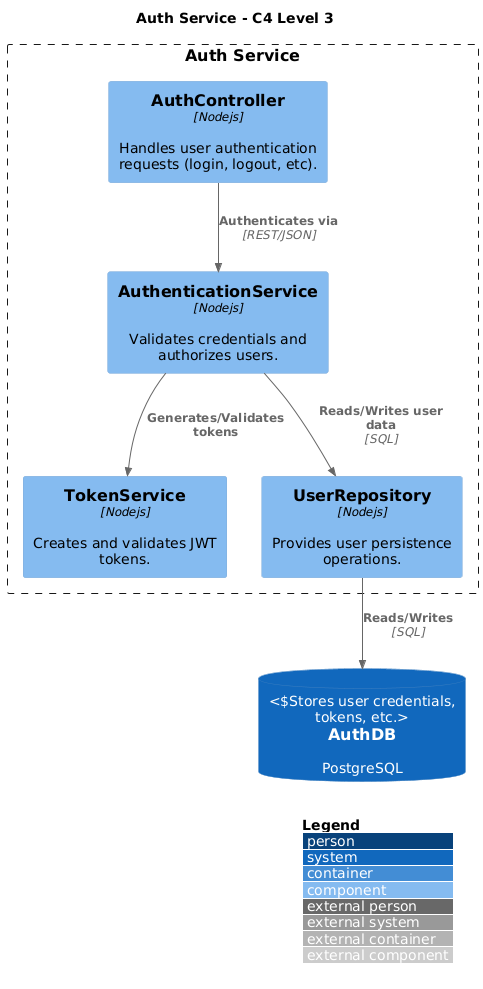 Auth Service - C4 Level 3
Auth Service
AuthController
[Nodejs]
Handles user authentication
requests (login, logout, etc).
Authenticates via
[REST/JSON]
AuthenticationService
[Nodejs]
Validates credentials and
authorizes users.
Generates/Validates
tokens
Reads/Writes user
data
[SQL]
TokenService
[Nodejs]
Creates and validates JWT
tokens.
UserRepository
[Nodejs]
Provides user persistence
operations.
Reads/Writes
[SQL]
<$Stores user credentials,
tokens, etc.>
AuthDB
PostgreSQL
Legend
person
system
container
component
external person
external system
external container
external component